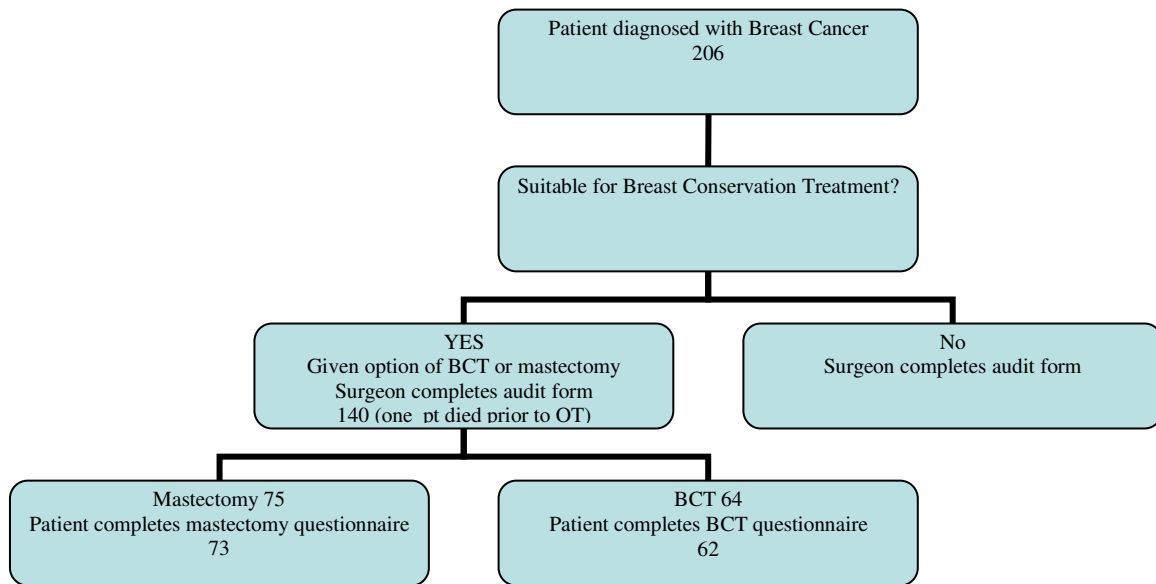 Patient diagnosed with Breast Cancer
206
Suitable for Breast Conservation Treatment?
YES
Given option of BCT or mastectomy
Surgeon completes audit form
140 (one pt died prior to OT)
No
Surgeon completes audit form
Mastectomy 75
Patient completes mastectomy questionnaire
73
BCT 64
Patient completes BCT questionnaire
62